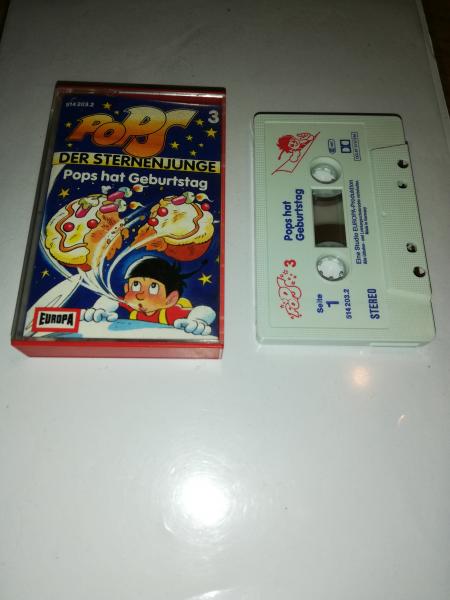 514 203.2
3
POPS
DER STERNENJUNGE
Pops hat Geburtstag
EUROPA
POPS 3
Pops hat
Geburtstag
Seite
1
514 203.2
STEREO
Eine Studio EUROPA-Produktion